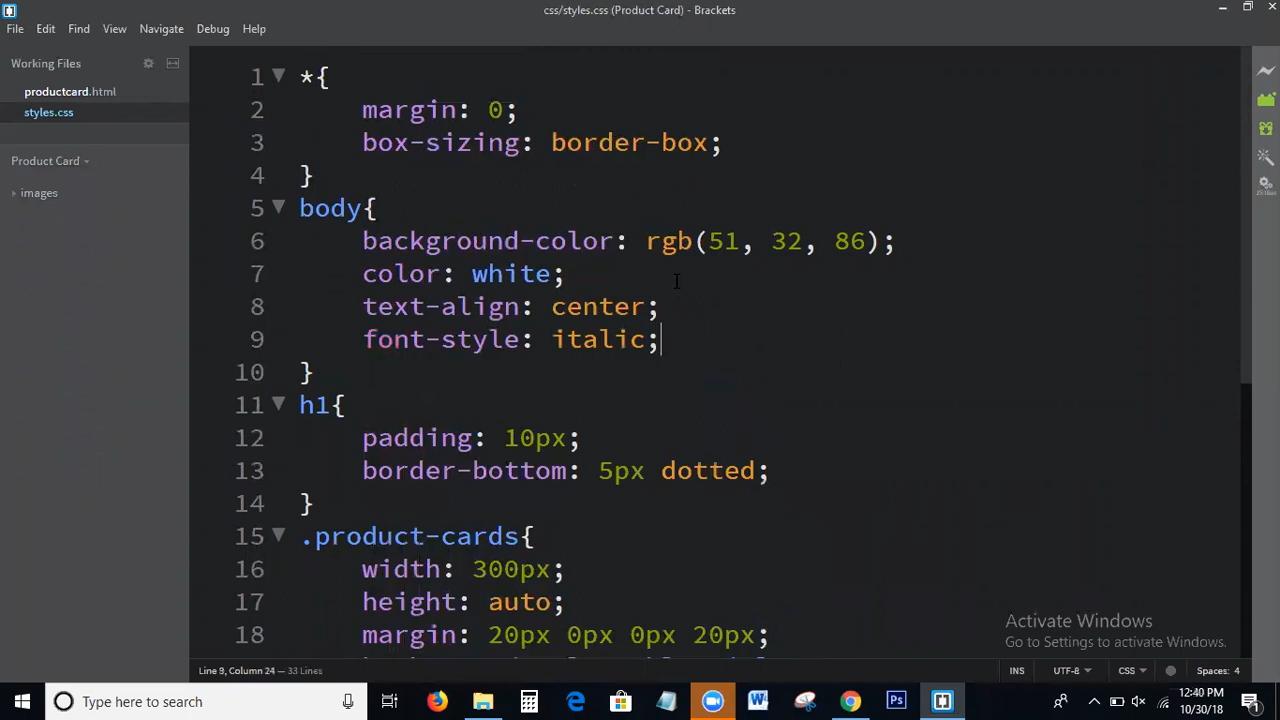 css/styles.css (Product Card) - Brackets
File Edit Find View Navigate Debug Help
Working Files
productcard.html
styles.css
Product Card
images
1 *{
2 margin: 0;
3 box-sizing: border-box;
4 }
5 body{
6 background-color: rgb(51, 32, 86);
7 color: white;
8 text-align: center;
9 font-style: italic;
10 }
11 h1{
12 padding: 10px;
13 border-bottom: 5px dotted;
14 }
15 .product-cards{
16 width: 300px;
17 height: auto;
18 margin: 20px 0px 0px 20px;
Activate Windows
Go to Settings to activate Windows.
Line 9, Column 24 — 33 Lines
INS UTF-8 CSS Spaces: 4
Type here to search
12:40 PM
10/30/18